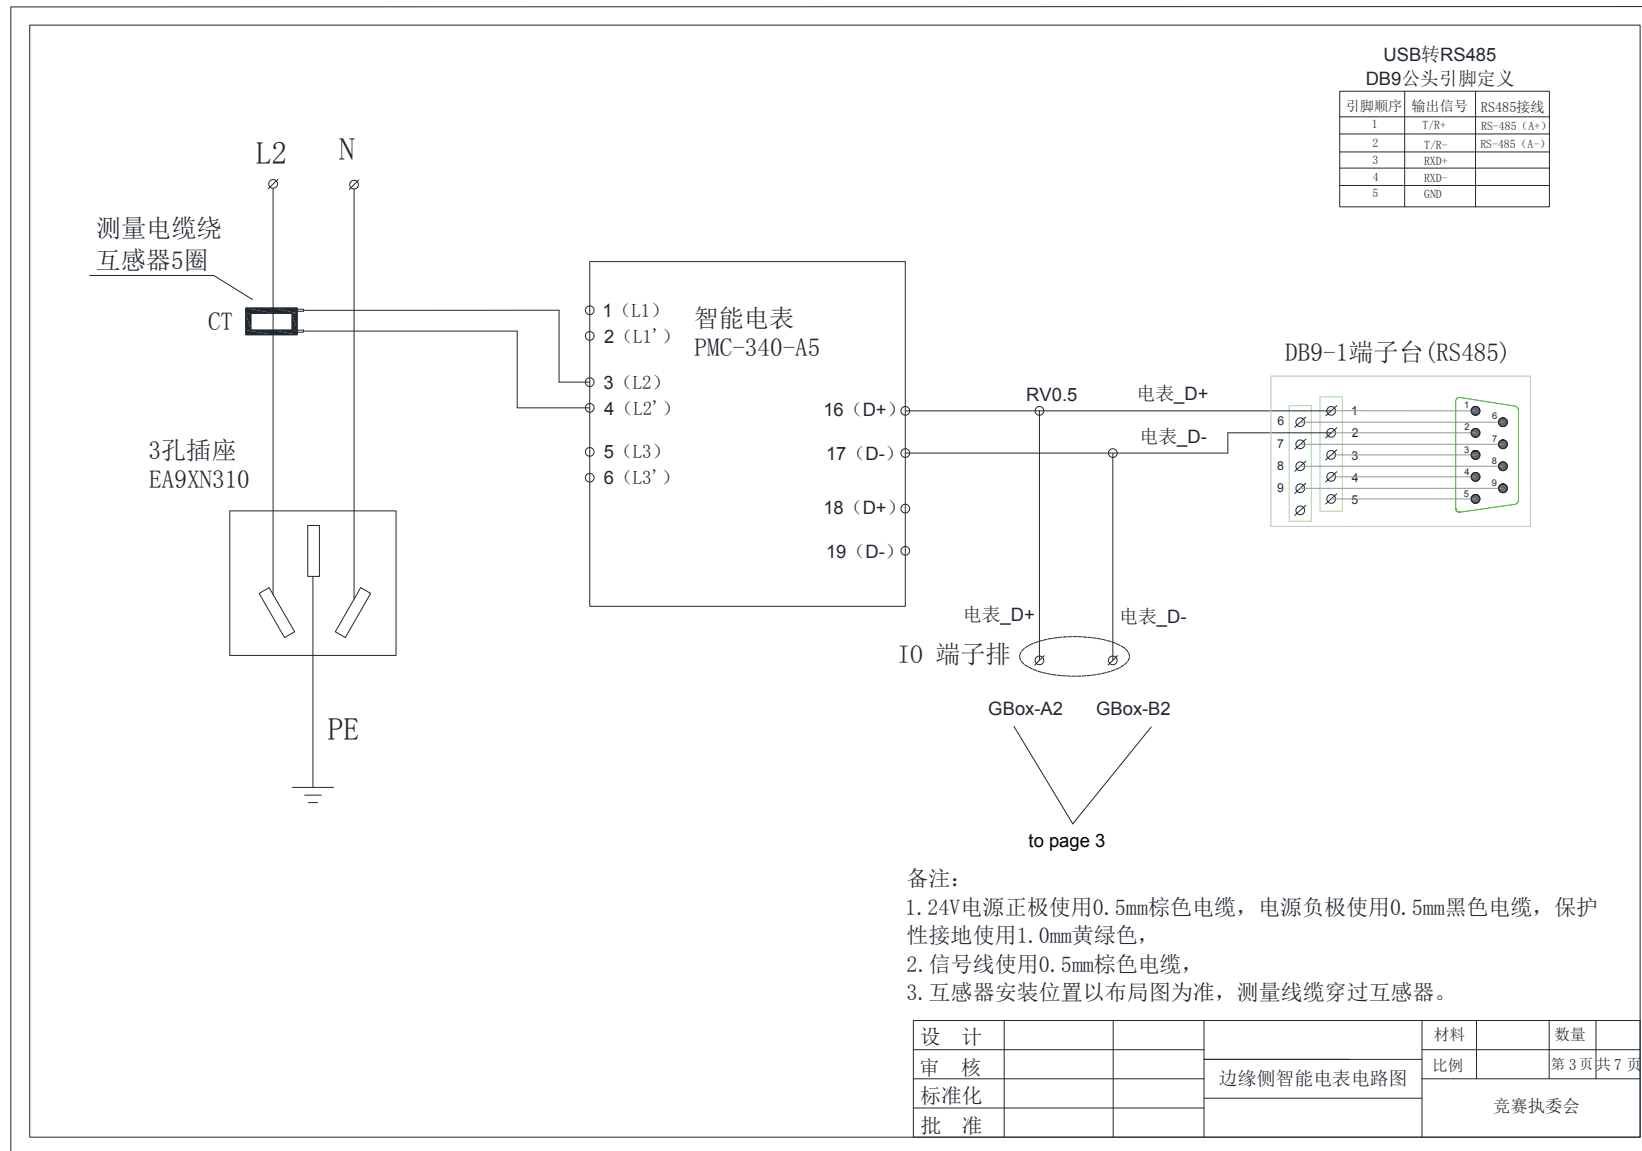 USB转RS485
DB9公头引脚定义
引脚顺序 输出信号 RS485接线
1 T/R+ RS-485（A+）
2 T/R- RS-485（A-）
3 RXD+
4 RXD-
5 GND
L2 N
测量电缆绕
互感器5圈
CT
3孔插座
EA9XN310
PE
智能电表
PMC-340-A5
1（L1）
2（L1'）
3（L2）
4（L2'）
5（L3）
6（L3'）
16（D+）
17（D-）
18（D+）
19（D-）
RV0.5
电表_D+
电表_D-
DB9-1端子台(RS485)
6
7
8
9
1
2
3
4
5
1
2
3
4
5
6
7
8
9
电表_D+ 电表_D-
IO 端子排
GBox-A2 GBox-B2
to page 3
备注：
1.24V电源正极使用0.5mm棕色电缆，电源负极使用0.5mm黑色电缆，保护
性接地使用1.0mm黄绿色，
2.信号线使用0.5mm棕色电缆，
3.互感器安装位置以布局图为准，测量线缆穿过互感器。
设 计 材料 数量
审 核 边缘侧智能电表电路图 比例 第 3 页 共 7 页
标准化 竞赛执委会
批 准